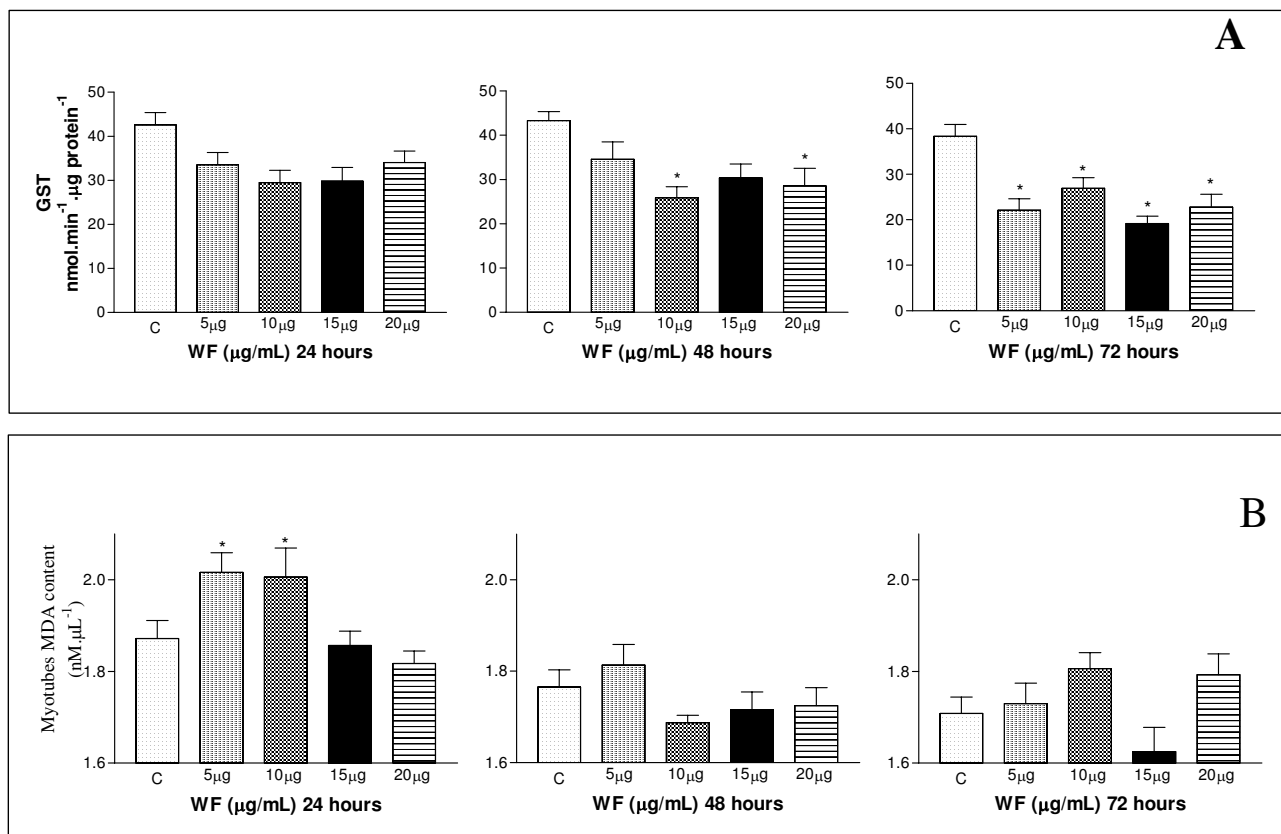 A
GST
nmol.min-1.µg protein-1
50
40
30
20
10
0
C 5µg 10µg 15µg 20µg
WF (µg/mL) 24 hours
50
40
30
20
10
0
* *
C 5µg 10µg 15µg 20µg
WF (µg/mL) 48 hours
50
40
30
20
10
0
* * * *
C 5µg 10µg 15µg 20µg
WF (µg/mL) 72 hours
B
Myotubes MDA content
(nM.µL-1)
2.0
1.8
1.6
* *
C 5µg 10µg 15µg 20µg
WF (µg/mL) 24 hours
2.0
1.8
1.6
C 5µg 10µg 15µg 20µg
WF (µg/mL) 48 hours
2.0
1.8
1.6
C 5µg 10µg 15µg 20µg
WF (µg/mL) 72 hours